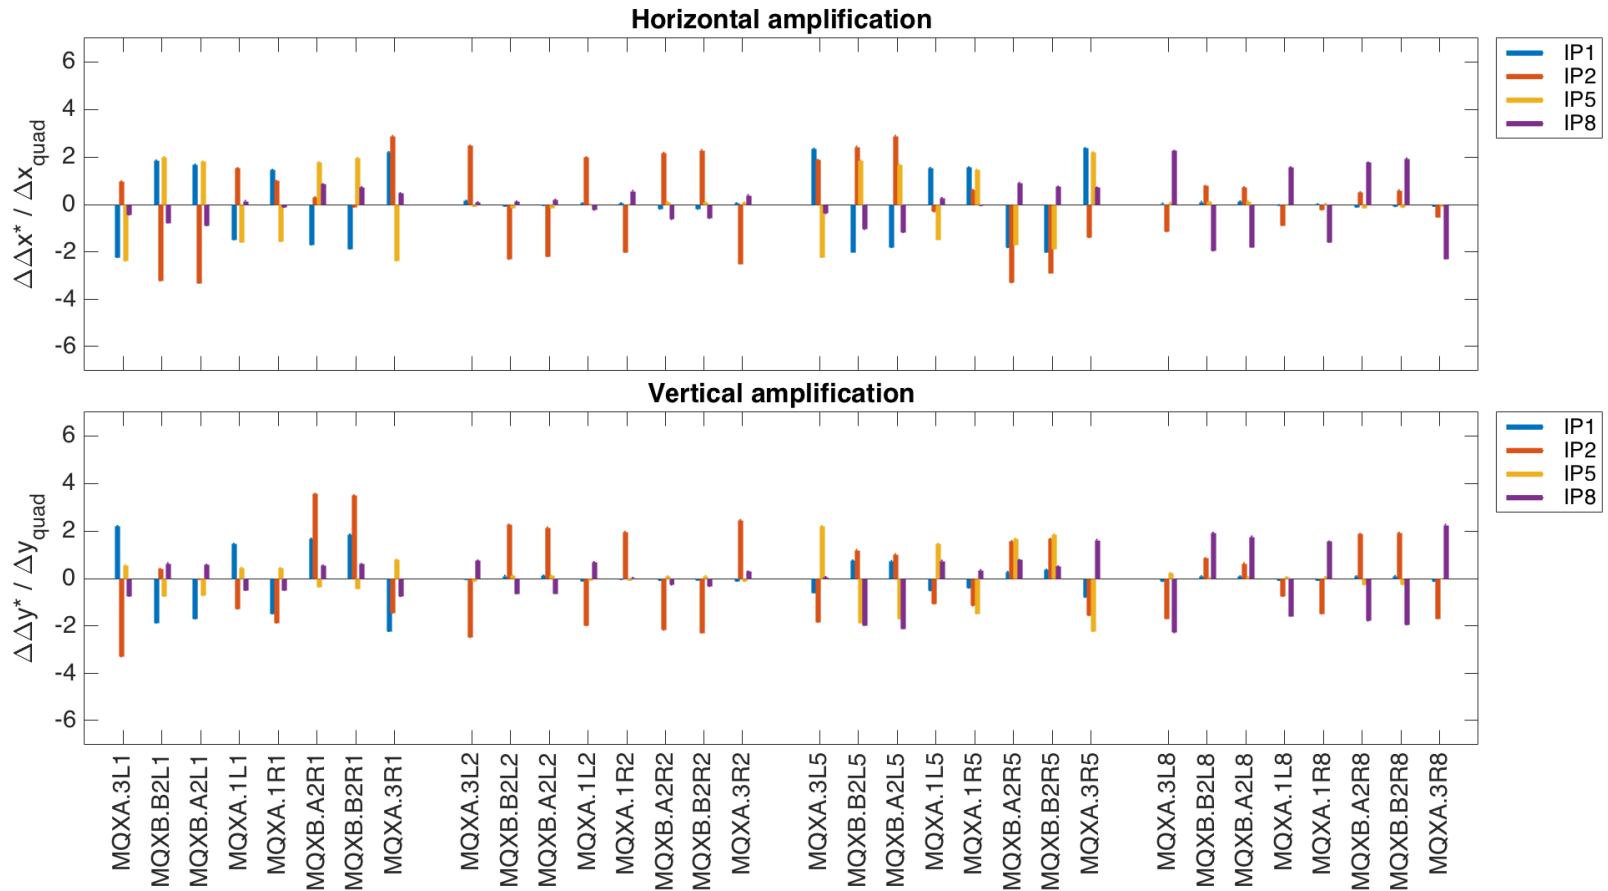 Horizontal amplification
ΔΔx* / Δx_quad
6
4
2
0
-2
-4
-6
IP1
IP2
IP5
IP8
Vertical amplification
ΔΔy* / Δy_quad
6
4
2
0
-2
-4
-6
IP1
IP2
IP5
IP8
MQXA.3L1
MQXB.B2L1
MQXB.A2L1
MQXA.1L1
MQXA.1R1
MQXB.A2R1
MQXB.B2R1
MQXA.3R1
MQXA.3L2
MQXB.B2L2
MQXB.A2L2
MQXA.1L2
MQXA.1R2
MQXB.A2R2
MQXB.B2R2
MQXA.3R2
MQXA.3L5
MQXB.B2L5
MQXB.A2L5
MQXA.1L5
MQXA.1R5
MQXB.A2R5
MQXB.B2R5
MQXA.3R5
MQXA.3L8
MQXB.B2L8
MQXB.A2L8
MQXA.1L8
MQXA.1R8
MQXB.A2R8
MQXB.B2R8
MQXA.3R8